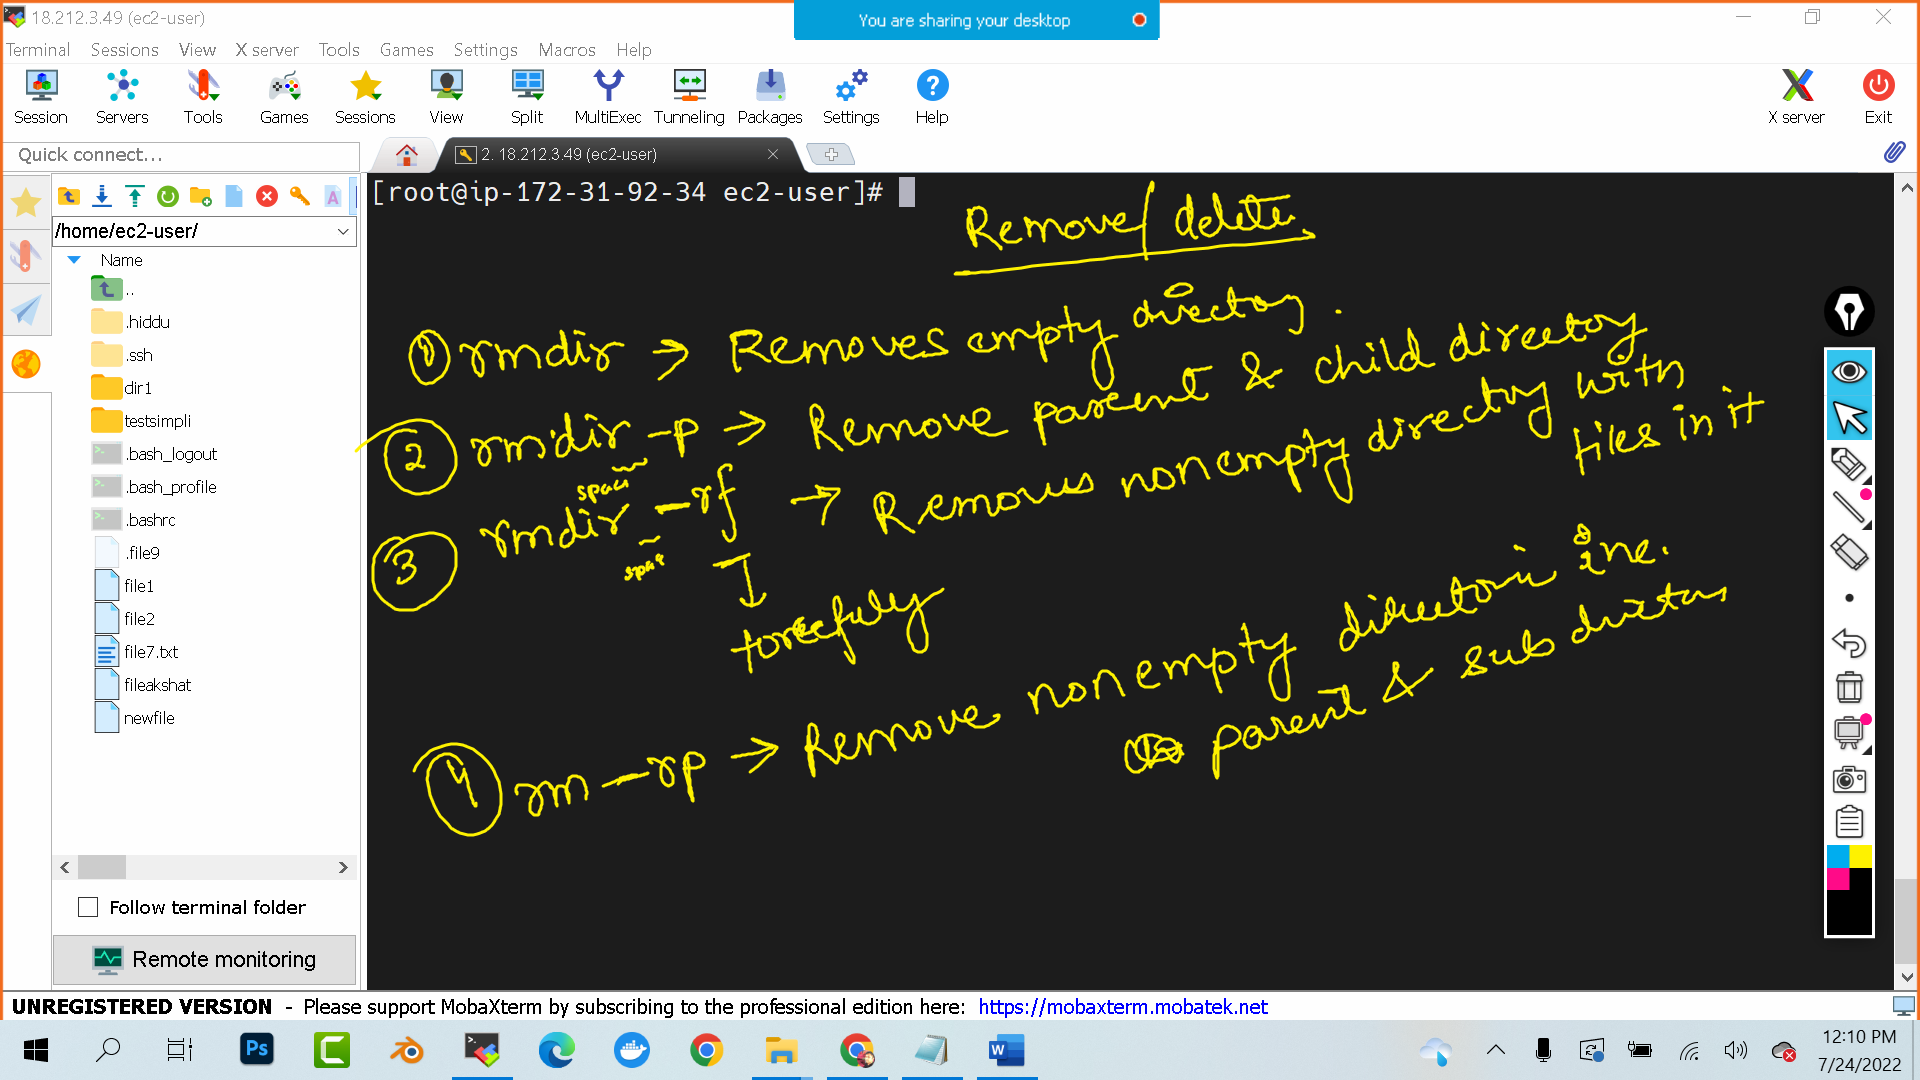 18.212.3.49 (ec2-user)
You are sharing your desktop
Terminal Sessions View X server Tools Games Settings Macros Help
Session Servers Tools Games Sessions View Split MultiExec Tunneling Packages Settings Help X server Exit
Quick connect...
2. 18.212.3.49 (ec2-user)
/home/ec2-user/
Name
..
.hiddu
.ssh
dir1
testsimpli
.bash_logout
.bash_profile
.bashrc
.file9
file1
file2
file7.txt
fileakshat
newfile
Follow terminal folder
Remote monitoring
[root@ip-172-31-92-34 ec2-user]#
Remove/delete
① rmdir → Removes empty directory.
② rmdir -p → Remove parent & child directory
space
③ rmdir -rf → Removes nonempty directory with
files in it
space
forcefully
④ rm -rp → Remove nonempty directories inc.
parent & sub
UNREGISTERED VERSION - Please support MobaXterm by subscribing to the professional edition here: https://mobaxterm.mobatek.net
Ps
C
W
12:10 PM
7/24/2022